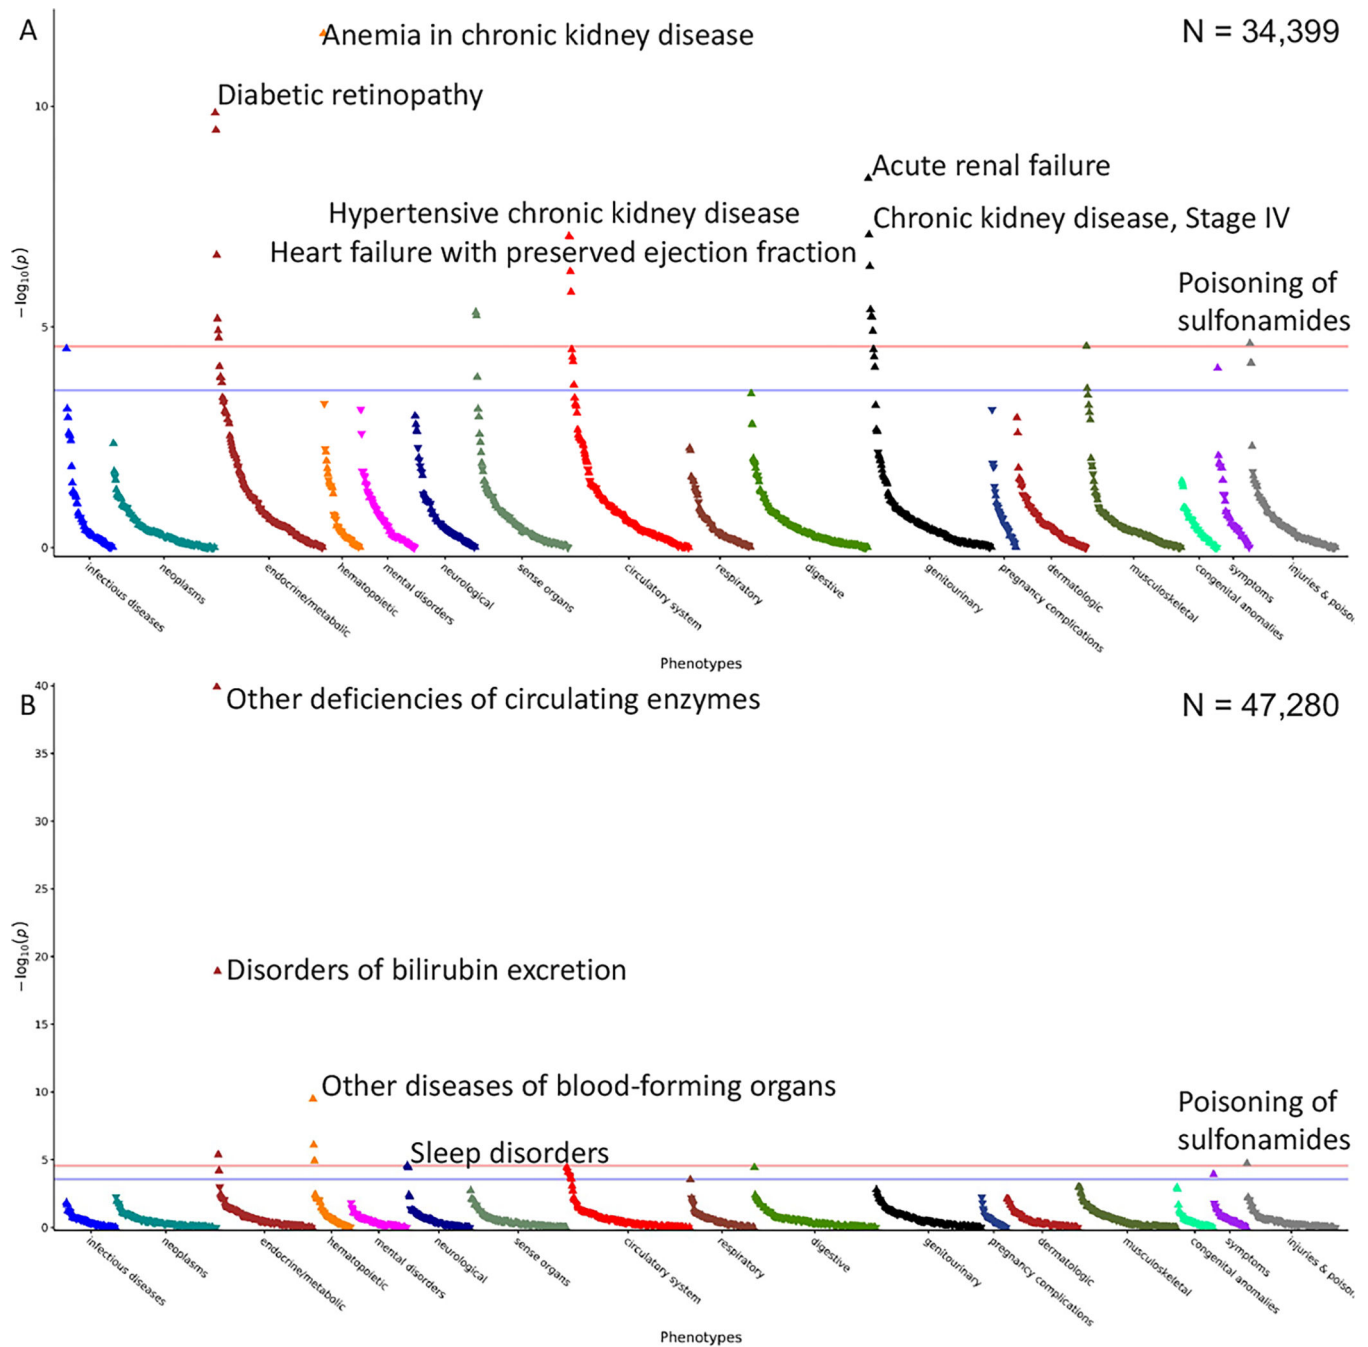 A
Anemia in chronic kidney disease
N = 34,399
Diabetic retinopathy
10
Acute renal failure
Hypertensive chronic kidney disease
Chronic kidney disease, Stage IV
Heart failure with preserved ejection fraction
Poisoning of
sulfonamides
−log10(p)
5
0
infectious diseases
neoplasms
endocrine/metabolic
hematopoietic
mental disorders
neurological
sense organs
circulatory system
respiratory
digestive
genitourinary
pregnancy complications
dermatologic
musculoskeletal
congenital anomalies
symptoms
injuries & poiso
Phenotypes
B
40
Other deficiencies of circulating enzymes
N = 47,280
35
30
25
−log10(p)
20
Disorders of bilirubin excretion
15
10
Other diseases of blood-forming organs
Poisoning of
sulfonamides
Sleep disorders
5
0
infectious diseases
neoplasms
endocrine/metabolic
hematopoietic
mental disorders
neurological
sense organs
circulatory system
respiratory
digestive
genitourinary
pregnancy complications
dermatologic
musculoskeletal
congenital anomalies
symptoms
injuries & poiso
Phenotypes